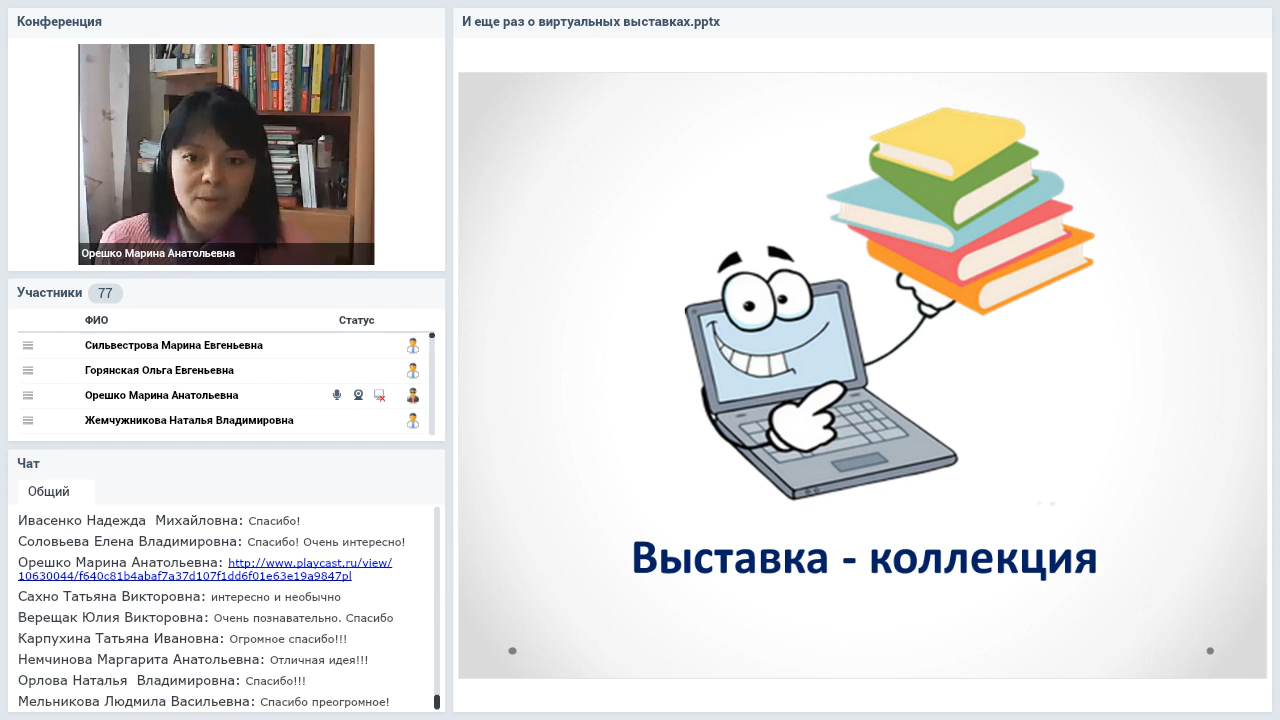 Конференция
Орешко Марина Анатольевна
Участники 77
ФИО Статус
Сильвестрова Марина Евгеньевна
Горянская Ольга Евгеньевна
Орешко Марина Анатольевна
Жемчужникова Наталья Владимировна
Чат
Общий
Ивасенко Надежда  Михайловна: Спасибо!
Соловьева Елена Владимировна: Спасибо! Очень интересно!
Орешко Марина Анатольевна: http://www.playcast.ru/view/
10630044/f640c81b4abaf7a37d107f1dd6f01e63e19a9847pl
Сахно Татьяна Викторовна: интересно и необычно
Верещак Юлия Викторовна: Очень познавательно. Спасибо
Карпухина Татьяна Ивановна: Огромное спасибо!!!
Немчинова Маргарита Анатольевна: Отличная идея!!!
Орлова Наталья  Владимировна: Спасибо!!!
Мельникова Людмила Васильевна: Спасибо преогромное!
И еще раз о виртуальных выставках.pptx
Выставка - коллекция